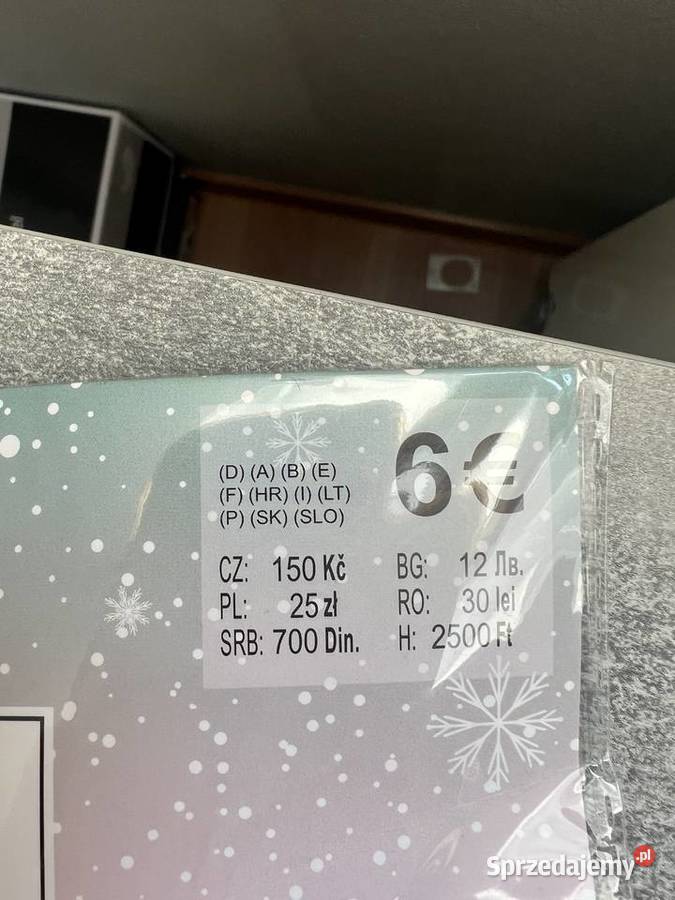 (D) (A) (B) (E)
(F) (HR) (I) (LT)
(P) (SK) (SLO)
6€
CZ: 150 Kč
BG: 12 Лв.
PL: 25 zł
RO: 30 lei
SRB: 700 Din.
H: 2500 Ft
Sprzedajemy.pl